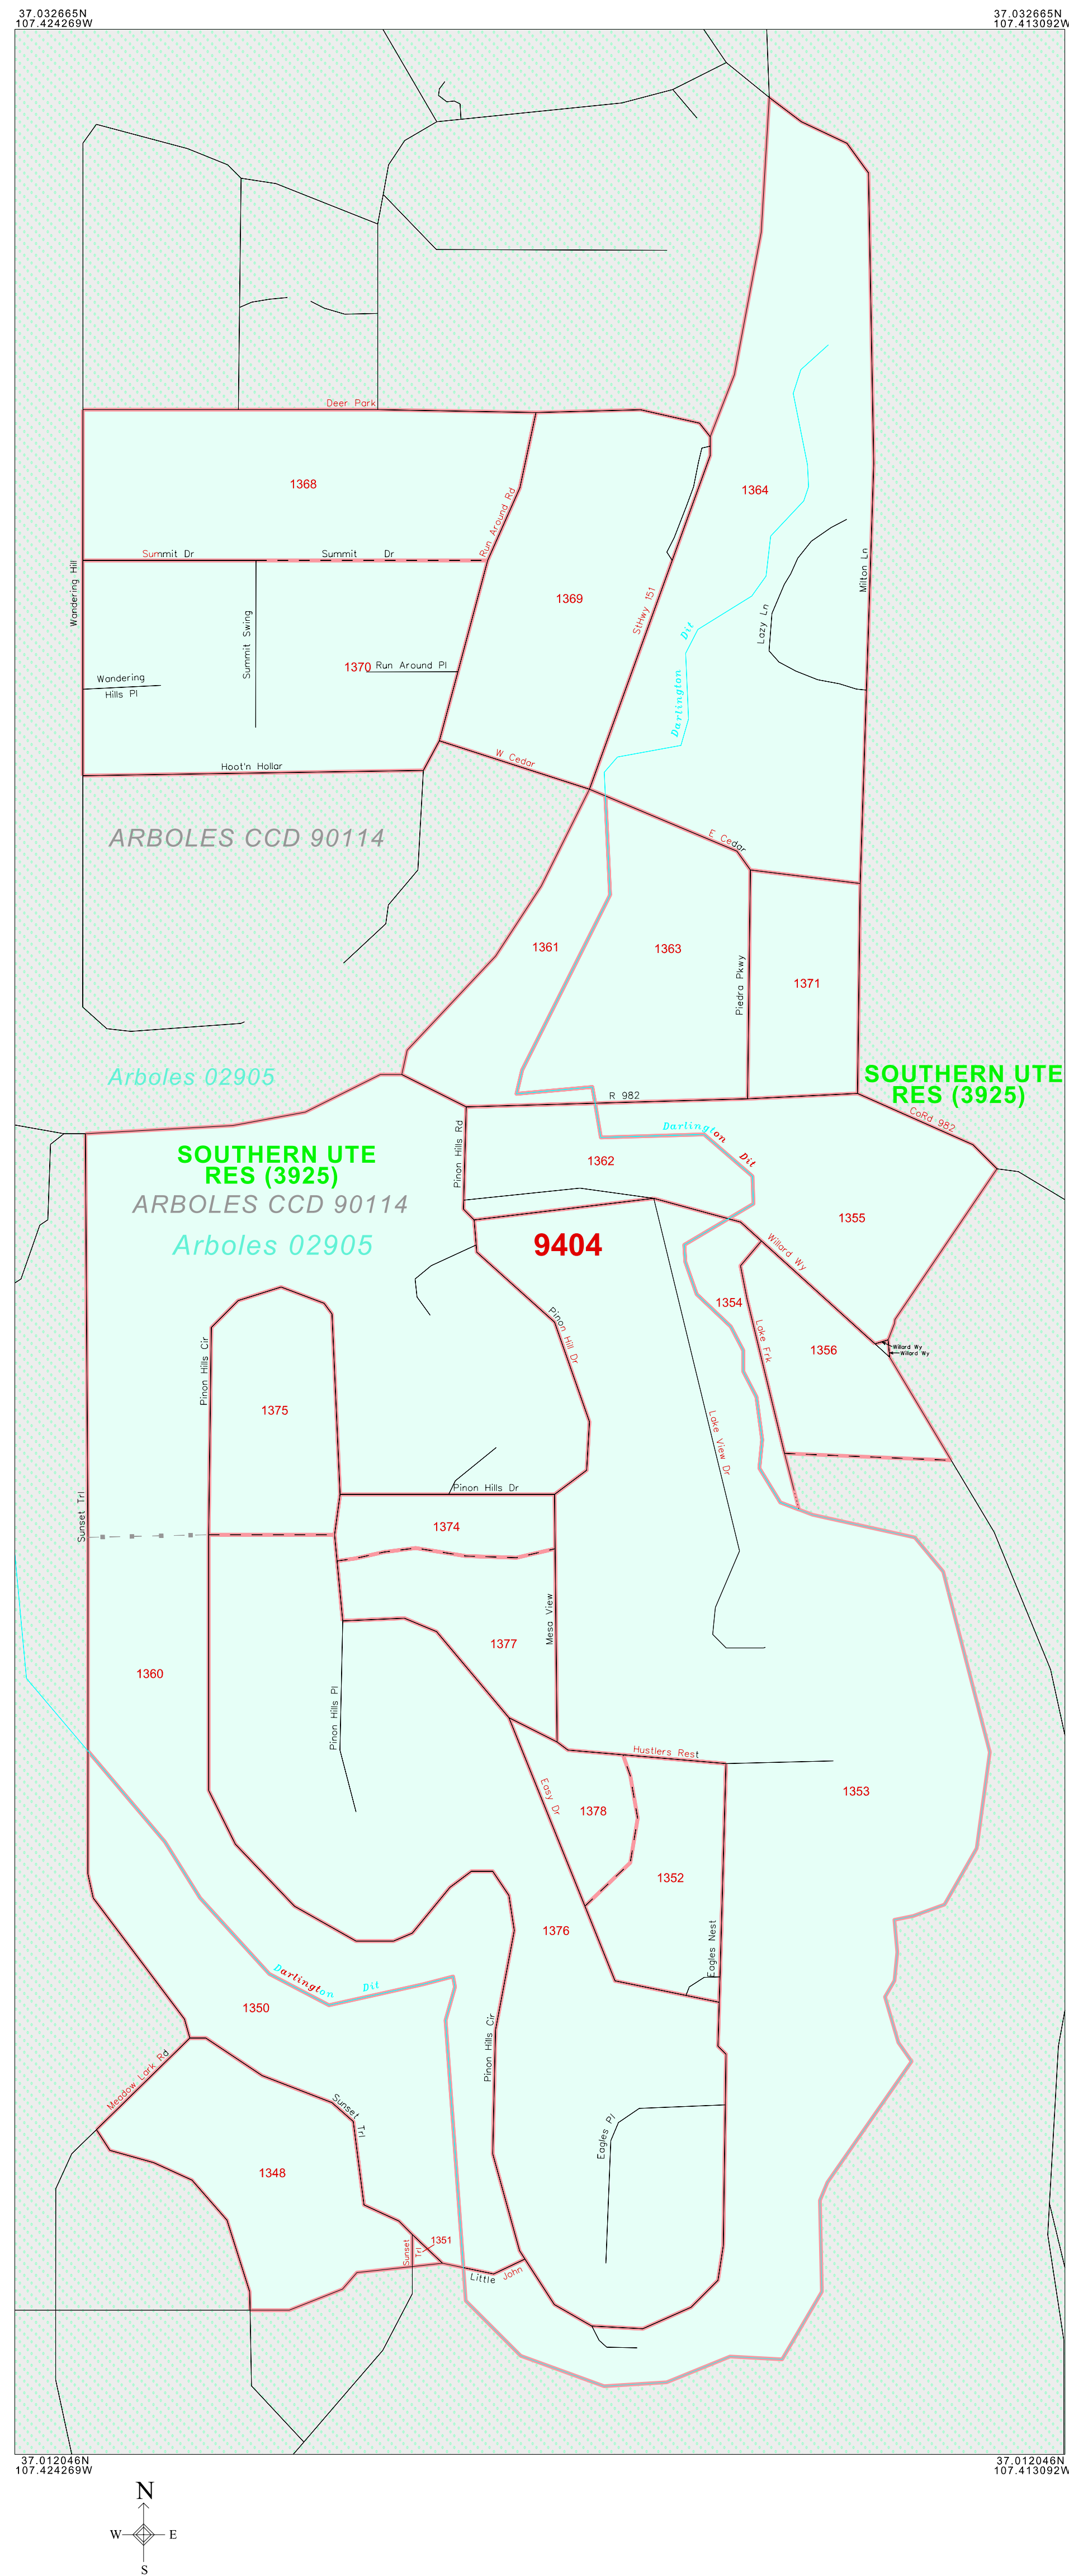 37.032665N
107.424269W
37.032665N
107.413092W
Deer Park
1368
1364
Run Around Rd
Summit Dr
Summit Dr
Milton Ln
Wandering Hill
1369
StHwy 151
Lazy Ln
Summit Swing
Dit
Darlington
1370
Run Around Pl
Wandering
Hills Pl
W Cedar
Hoot'n Hollar
ARBOLES CCD 90114
E Cedar
1361
1363
1371
Piedra Pkwy
Arboles 02905
SOUTHERN UTE
RES (3925)
R 982
CoRd 982
Darlington Dit
Pinon Hills Rd
SOUTHERN UTE
RES (3925)
1362
ARBOLES CCD 90114
1355
Arboles 02905
9404
Willard Wy
1354
Pinon Hill Dr
Lake Frk
1356
Willard Wy
Willard Wy
Pinon Hills Cir
1375
Lake View Dr
Pinon Hills Dr
Sunset Trl
1374
Mesa View
1377
1360
Pinon Hills Pl
Hustlers Rest
Easy Dr
1378
1353
1352
1376
Eagles Nest
Darlington Dit
1350
Pinon Hills Cir
Meadow Lark Rd
Sunset Trl
Eagles Pl
1348
1351
Sunset
Trl
Little John
37.012046N
107.424269W
37.012046N
107.413092W
N
W
E
S